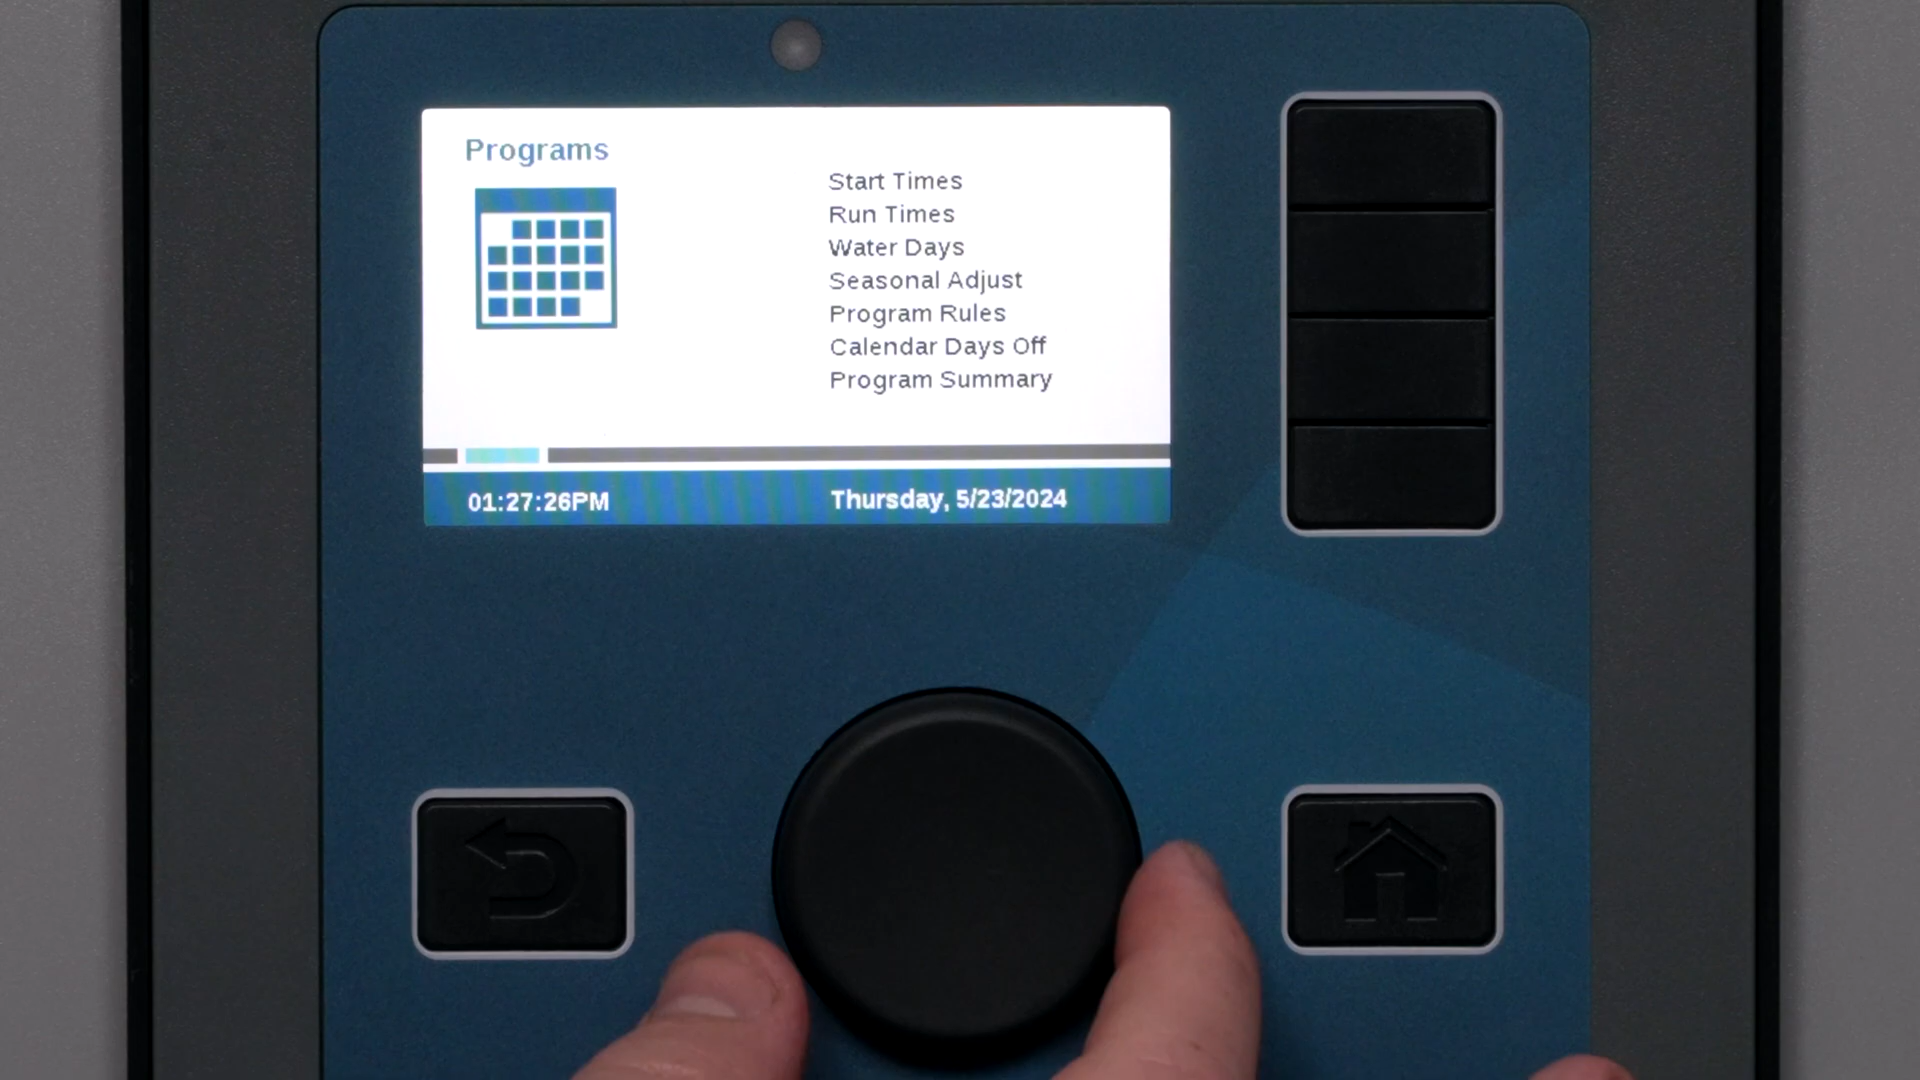 Programs
Start Times
Run Times
Water Days
Seasonal Adjust
Program Rules
Calendar Days Off
Program Summary
01:27:26PM
Thursday, 5/23/2024